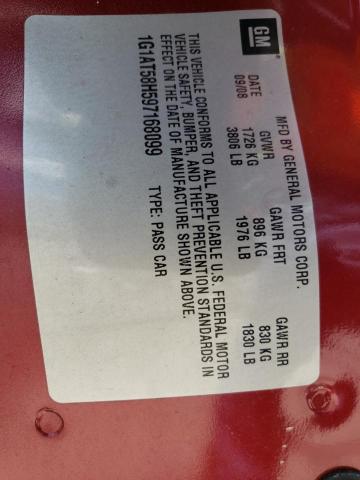 GM
MFD BY GENERAL MOTORS CORP.
DATE GVWR GAWR FRT GAWR RR
09/08 1726 KG 896 KG 830 KG
3806 LB 1976 LB 1830 LB
THIS VEHICLE CONFORMS TO ALL APPLICABLE U.S. FEDERAL MOTOR
VEHICLE SAFETY, BUMPER, AND THEFT PREVENTION STANDARDS IN
EFFECT ON THE DATE OF MANUFACTURE SHOWN ABOVE.
1G1AT58H597168099 TYPE: PASS CAR